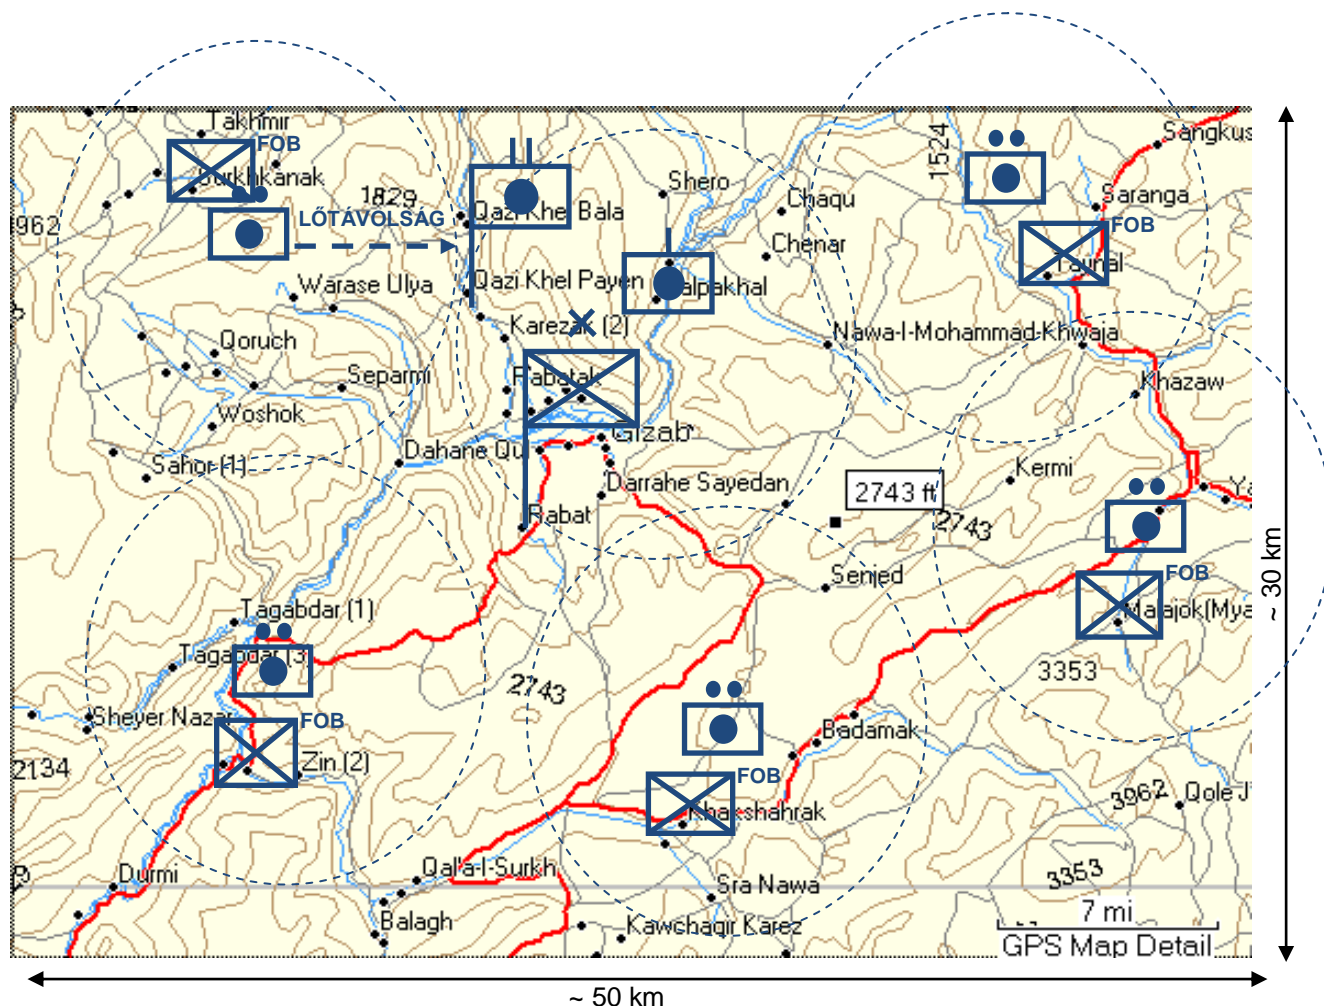 Takhmir
FOB
Surkhkanak
1829
LŐTÁVOLSÁG
Qazi Khel Bala
Shero
Chaqu
Chenar
1524
Sangkus
Saranga
FOB
Taunal
3962
Warase Ulya
Qazi Khel Payen
Nawa-I-Mohammad-Khwaja
Karezak (2)
Qoruch
Separmi
Rabatak
Khazaw
Woshok
Gizab
Sahor (1)
Dahane Qul
Darrahe Sayedan
Kermi
2743 ft
2743
Rabat
Senjed
FOB
~ 30 km
Tagabdar (1)
Tagabdar (3)
2743
3353
Sheyer Nazar
FOB
Badamak
2134
Zin (2)
FOB
3962
Khakshahrak
Durmi
Qal'a-I-Surkh
Sra Nawa
3353
Balagh
Kawchagir Karez
7 mi
GPS Map Detail
~ 50 km